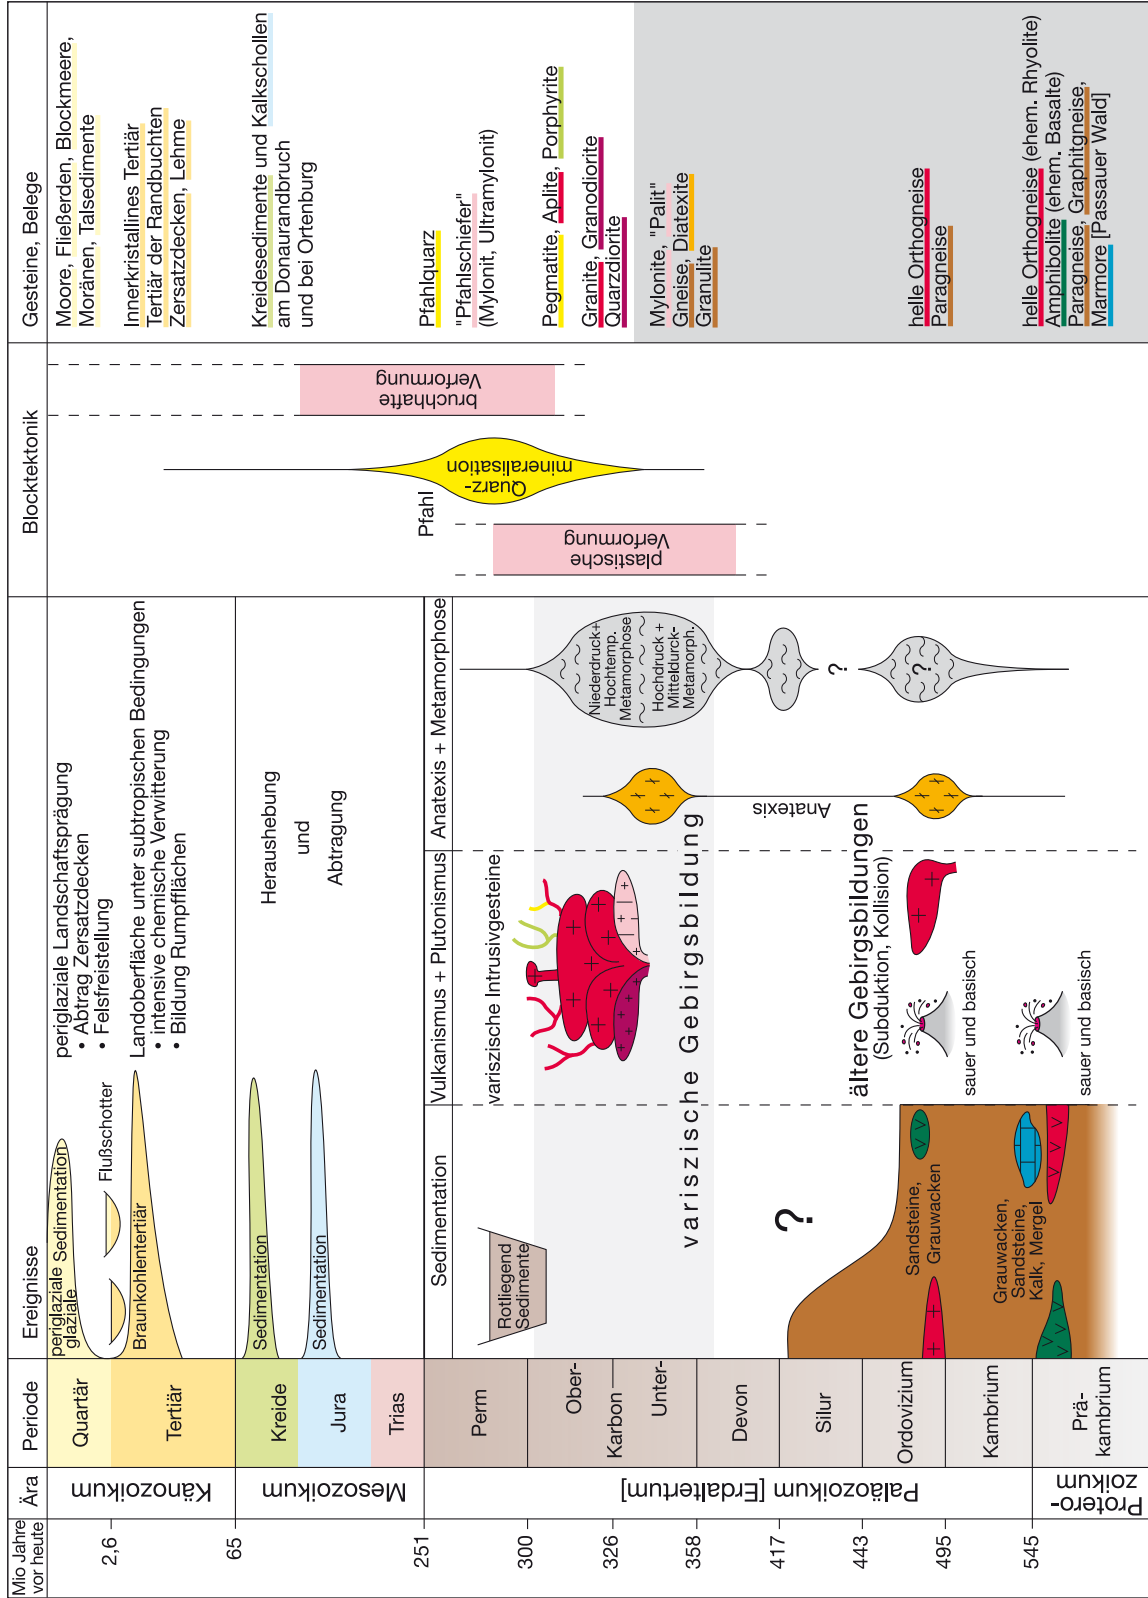 Mio Jahre
vor heute
Ära
Periode
Ereignisse
Blocktektonik
Gesteine, Belege
2,6
65
251
300
326
358
417
443
495
545
Känozoikum
Mesozoikum
Paläozoikum [Erdaltertum]
Protero-
zoikum
Quartär
Tertiär
Kreide
Jura
Trias
Perm
Ober-
Karbon
Unter-
Devon
Silur
Ordovizium
Kambrium
Prä-
kambrium
periglaziale Sedimentation
glaziale
Flußschotter
Braunkohlentertiär
Sedimentation
Sedimentation
periglaziale Landschaftsprägung
• Abtrag Zersatzdecken
• Felsfreistellung
Landoberfläche unter subtropischen Bedingungen
• intensive chemische Verwitterung
• Bildung Rumpfflächen
Heraushebung
und
Abtragung
Sedimentation
Vulkanismus + Plutonismus
Anatexis + Metamorphose
Rotliegend
Sedimente
variszische Intrusivgesteine
variszische Gebirgsbildung
Niederdruck+
Hochtemp.
Metamorphose
Hochdruck +
Mitteldurck-
Metamorph.
Anatexis
?
?
?
ältere Gebirgsbildungen
(Subduktion, Kollision)
Sandsteine,
Grauwacken
sauer und basisch
Grauwacken,
Sandsteine,
Kalk, Mergel
sauer und basisch
Pfahl
plastische
Verformung
Quarz-
mineralisation
bruchhafte
Verformung
Moore, Fließerden, Blockmeere,
Moränen, Talsedimente
Innerkristallines Tertiär
Tertiär der Randbuchten
Zersatzdecken, Lehme
Kreidesedimente und Kalkschollen
am Donaurandbruch
und bei Ortenburg
Pfahlquarz
"Pfahlschiefer"
(Mylonit, Ultramylonit)
Pegmatite, Aplite, Porphyrite
Granite, Granodiorite
Quarzdiorite
Mylonite, "Palit"
Gneise, Diatexite
Granulite
helle Orthogneise
Paragneise
helle Orthogneise (ehem. Rhyolite)
Amphibolite (ehem. Basalte)
Paragneise, Graphitgneise,
Marmore [Passauer Wald]